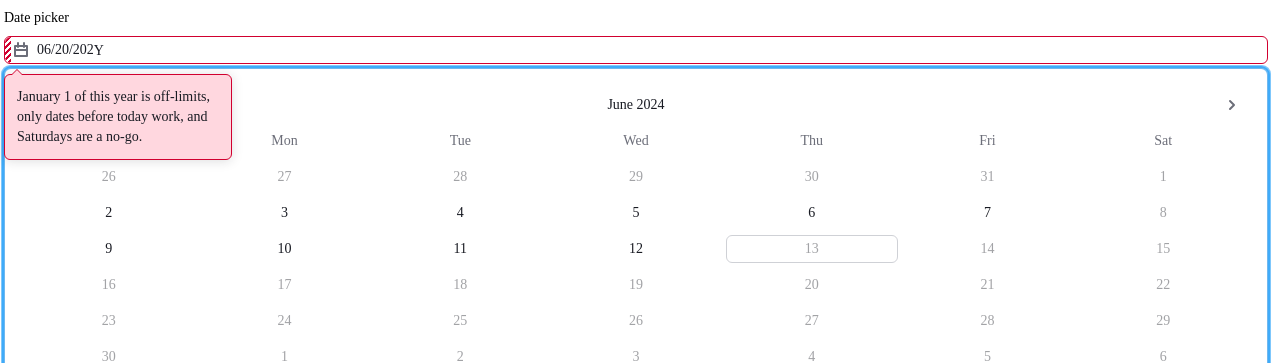 Date picker
06/20/202Y
January 1 of this year is off-limits,
only dates before today work, and
Saturdays are a no-go.
June 2024
Mon Tue Wed Thu Fri Sat
26 27 28 29 30 31 1
2 3 4 5 6 7 8
9 10 11 12 13 14 15
16 17 18 19 20 21 22
23 24 25 26 27 28 29
30 1 2 3 4 5 6